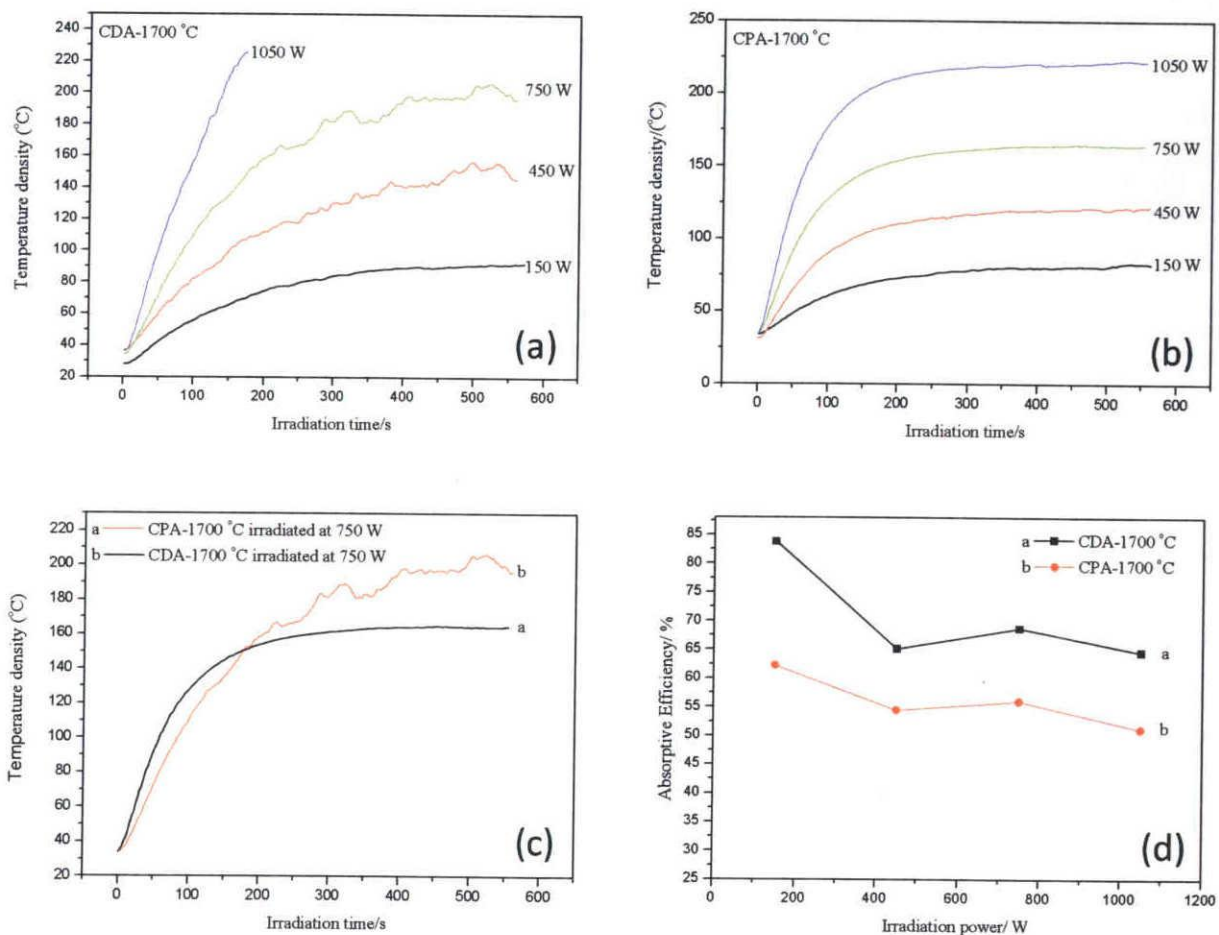 CDA-1700 °C
240
220
200
180
160
140
120
100
80
60
40
20
Temperature density (°C)
1050 W
750 W
450 W
150 W
(a)
0 100 200 300 400 500 600
Irradiation time/s
CPA-1700 °C
250
200
150
100
50
0
Temperature density/(°C)
1050 W
750 W
450 W
150 W
(b)
0 100 200 300 400 500 600
Irradiation time/s
a CPA-1700 °C irradiated at 750 W
b CDA-1700 °C irradiated at 750 W
220
200
180
160
140
120
100
80
60
40
20
Temperature density (°C)
b
a
(c)
0 100 200 300 400 500 600
Irradiation time/s
a CDA-1700 °C
b CPA-1700 °C
85
80
75
70
65
60
55
50
45
40
35
30
25
Absorptive Efficiency/ %
a
b
(d)
0 200 400 600 800 1000 1200
Irradiation power/ W